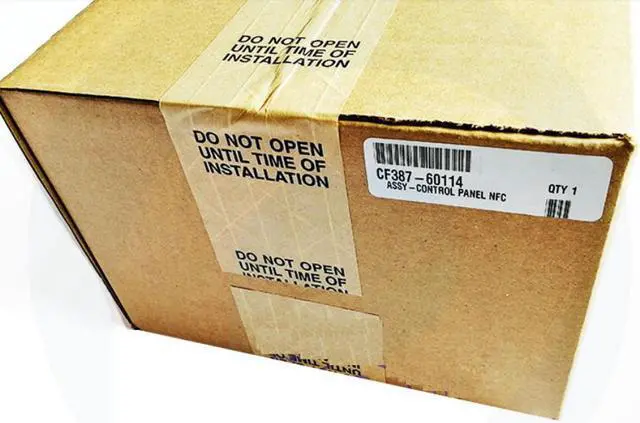 DO NOT OPEN
UNTIL TIME OF
INSTALLATION
DO NOT OPEN
UNTIL TIME OF
INSTALLATION
CF387-60114
ASSY-CONTROL PANEL NFC
QTY 1
DO NOT OPEN
UNTIL TIME OF
INSTALLATION